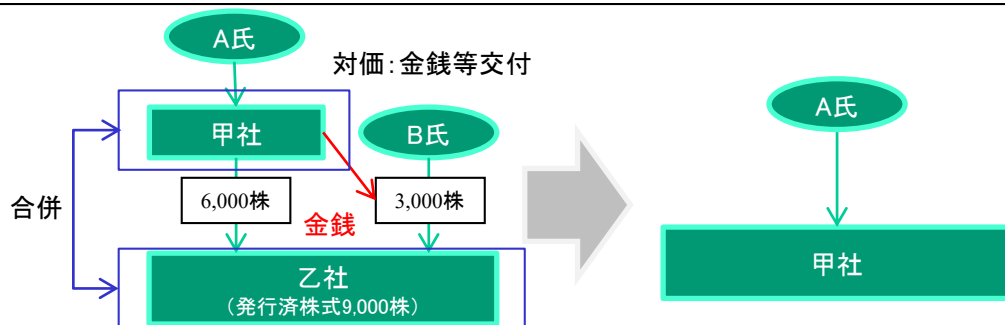 A氏
対価：金銭等交付
甲社
B氏
合併
6,000株
3,000株
金銭
乙社
（発行済株式9,000株）
A氏
甲社